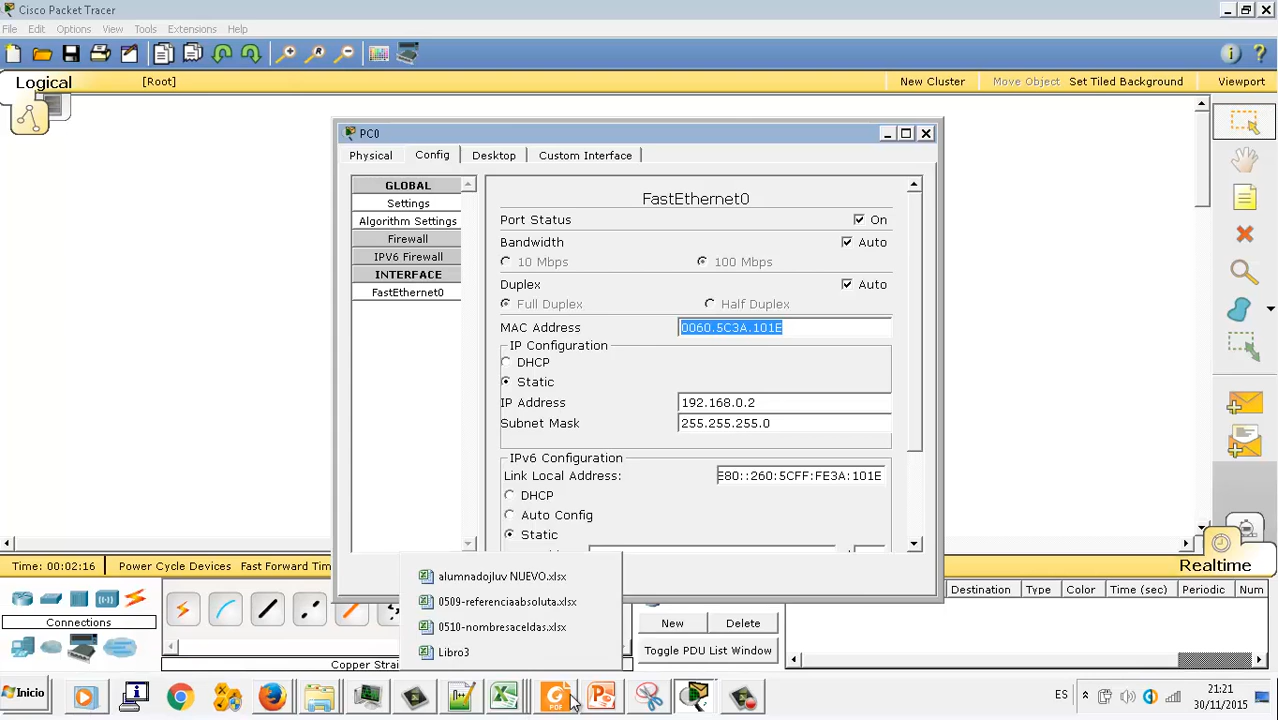 Cisco Packet Tracer
File Edit Options View Tools Extensions Help
Logical [Root] New Cluster Move Object Set Tiled Background Viewport
PC0
Physical Config Desktop Custom Interface
GLOBAL
Settings
Algorithm Settings
Firewall
IPV6 Firewall
INTERFACE
FastEthernet0
FastEthernet0
Port Status On
Bandwidth Auto
10 Mbps 100 Mbps
Duplex Auto
Full Duplex Half Duplex
MAC Address 0060.5C3A.101E
IP Configuration
DHCP
Static
IP Address 192.168.0.2
Subnet Mask 255.255.255.0
IPv6 Configuration
Link Local Address: E80::260:5CFF:FE3A:101E
DHCP
Auto Config
Static
Time: 00:02:16 Power Cycle Devices Fast Forward Tim
Realtime
alumnadojluv NUEVO.xlsx
0509-referenciaabsoluta.xlsx
0510-nombresaceldas.xlsx
Libro3
Connections
Copper Strai
New Delete
Toggle PDU List Window
Destination Type Color Time (sec) Periodic Num
Inicio
PDF
ES
21:21
30/11/2015